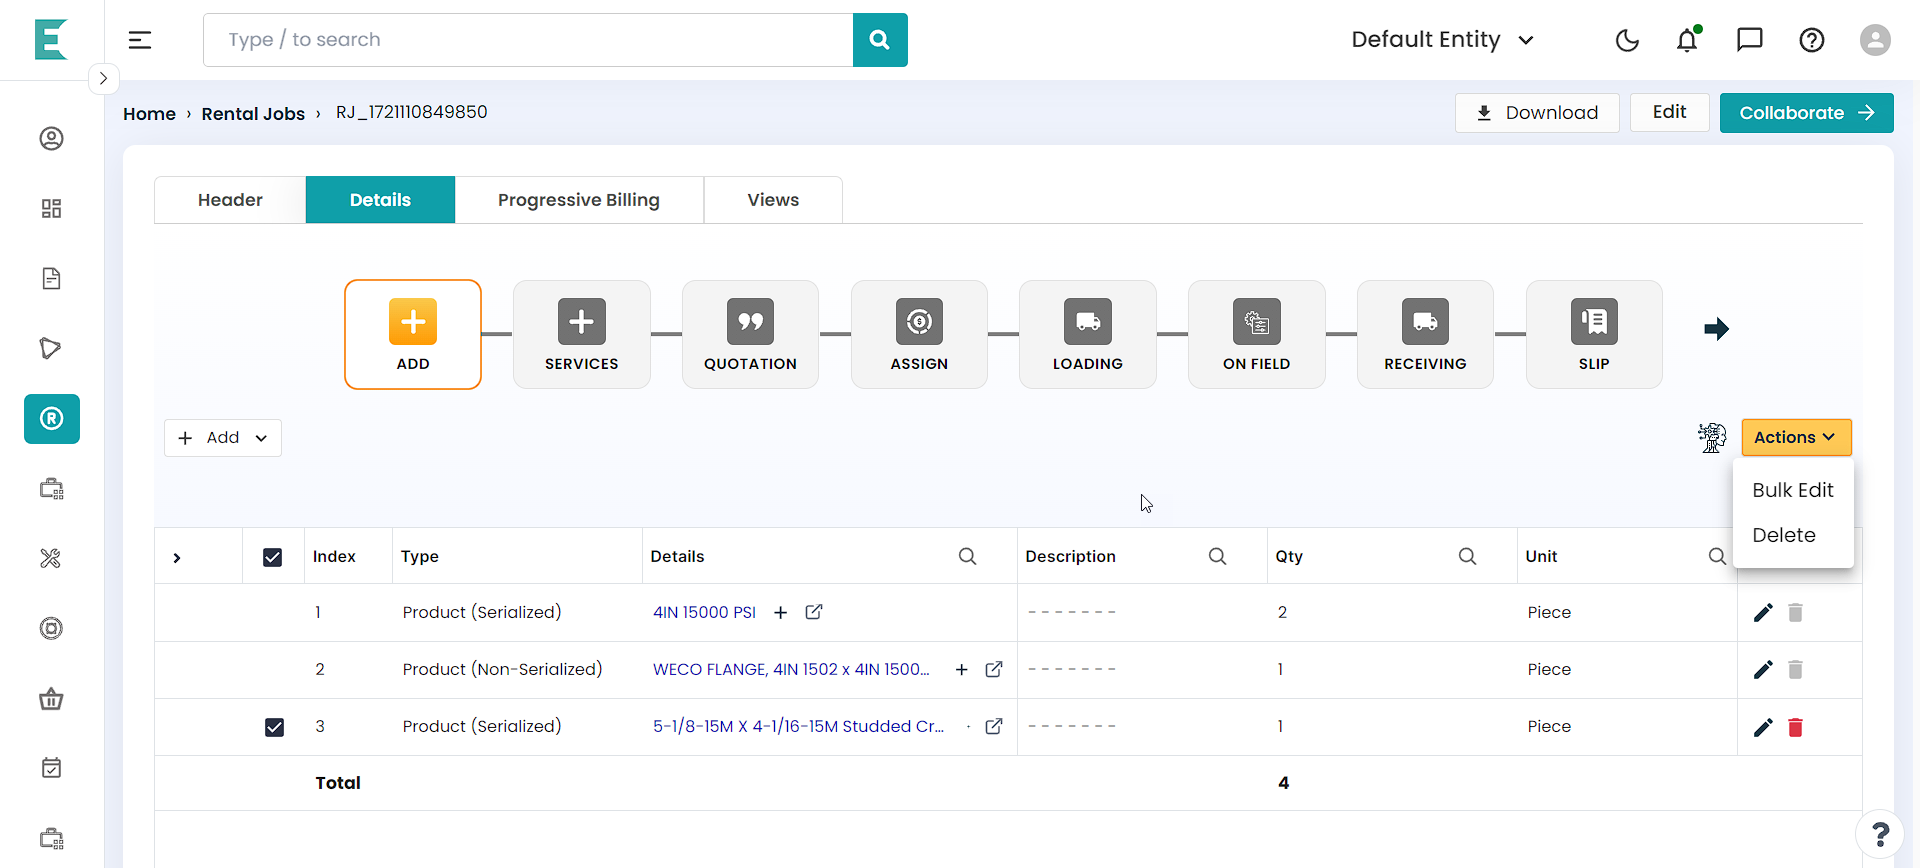 E
Type / to search
Default Entity
Home › Rental Jobs › RJ_1721110849850
Download
Edit
Collaborate
Header
Details
Progressive Billing
Views
ADD
SERVICES
QUOTATION
ASSIGN
LOADING
ON FIELD
RECEIVING
SLIP
+ Add
Actions
Bulk Edit
Delete
R
Index Type Details Description Qty Unit
1 Product (Serialized) 4IN 15000 PSI + ------- 2 Piece
2 Product (Non-Serialized) WECO FLANGE, 4IN 1502 x 4IN 1500... + ------- 1 Piece
3 Product (Serialized) 5-1/8-15M X 4-1/16-15M Studded Cr... ------- 1 Piece
Total 4
?